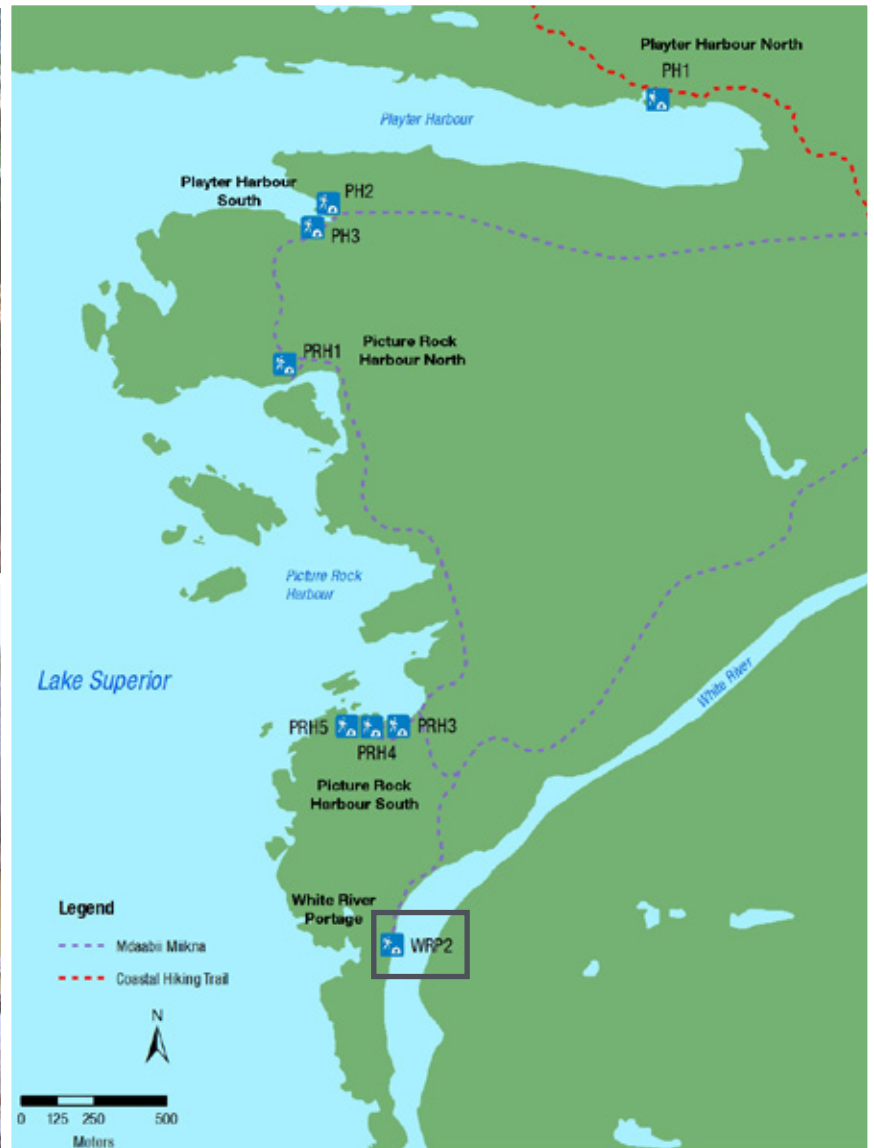 Playter Harbour North
PH1
Playter Harbour
Playter Harbour
South
PH2
PH3
PRH1
Picture Rock
Harbour North
Picture Rock
Harbour
Lake Superior
White River
PRH5
PRH4
PRH3
Picture Rock
Harbour South
White River
Portage
WRP2
Legend
Mdaabii Miikna
Coastal Hiking Trail
N
0 125 250 500
Meters